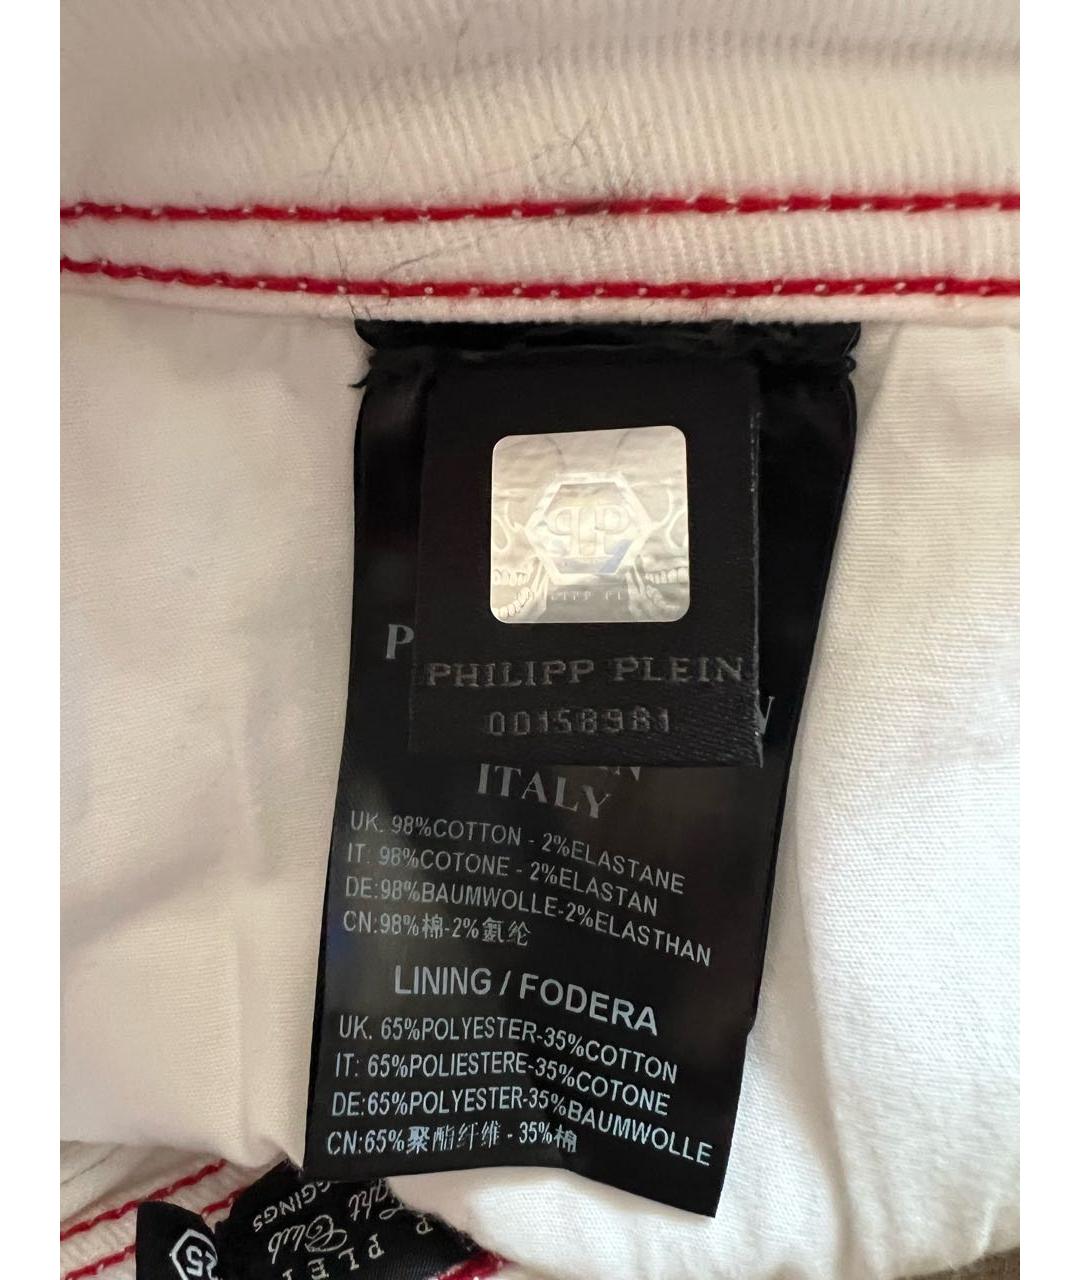 PHILIPP PLEIN
00158981
ITALY
UK. 98%COTTON - 2%ELASTANE
IT: 98%COTONE - 2%ELASTAN
DE:98%BAUMWOLLE-2%ELASTHAN
CN:98%棉-2%氨纶
LINING / FODERA
UK. 65%POLYESTER-35%COTTON
IT: 65%POLIESTERE-35%COTONE
DE:65%POLYESTER-35%BAUMWOLLE
CN:65%聚酯纤维 - 35%棉
Club
25